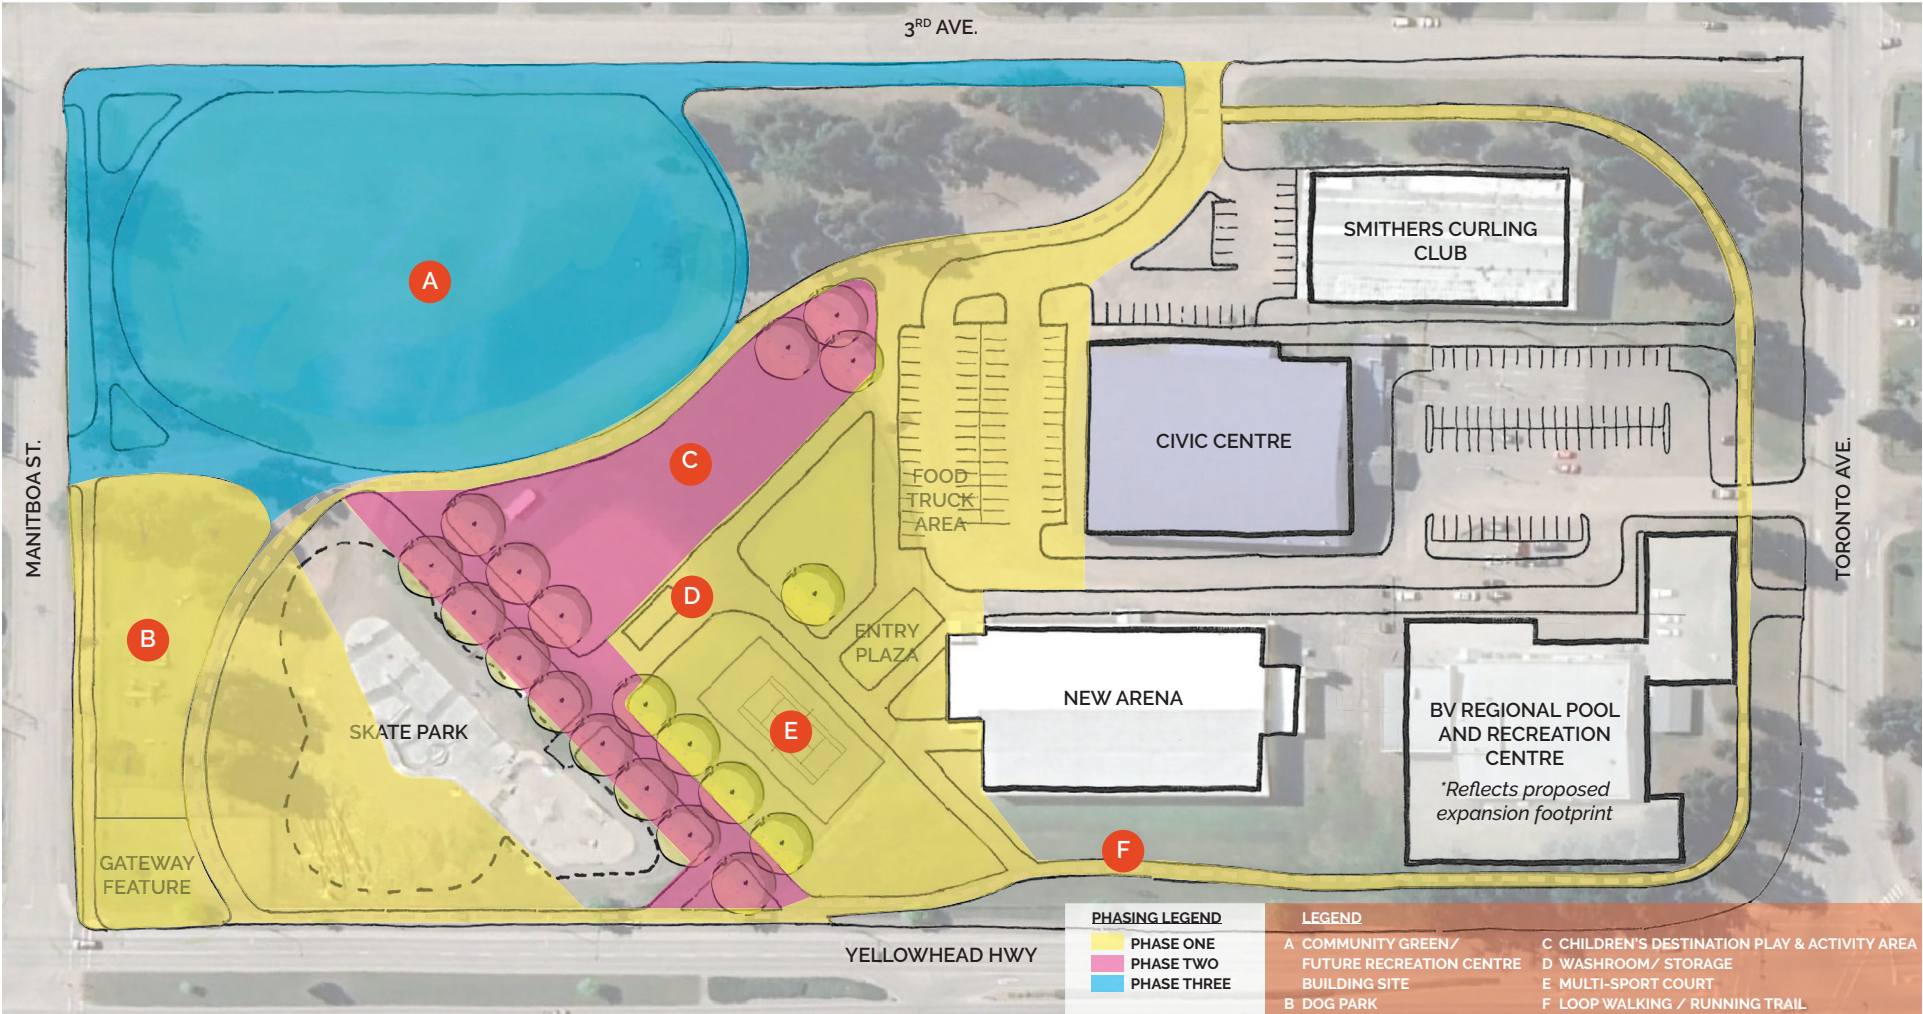 3RD AVE.
SMITHERS CURLING
CLUB
A
CIVIC CENTRE
C
FOOD
TRUCK
AREA
MANITBOA ST.
TORONTO AVE.
D
B
ENTRY
PLAZA
NEW ARENA
SKATE PARK
E
BV REGIONAL POOL
AND RECREATION
CENTRE
*Reflects proposed
expansion footprint
F
GATEWAY
FEATURE
YELLOWHEAD HWY
PHASING LEGEND
PHASE ONE
PHASE TWO
PHASE THREE
LEGEND
A COMMUNITY GREEN/
FUTURE RECREATION CENTRE
BUILDING SITE
B DOG PARK
C CHILDREN'S DESTINATION PLAY & ACTIVITY AREA
D WASHROOM/ STORAGE
E MULTI-SPORT COURT
F LOOP WALKING / RUNNING TRAIL